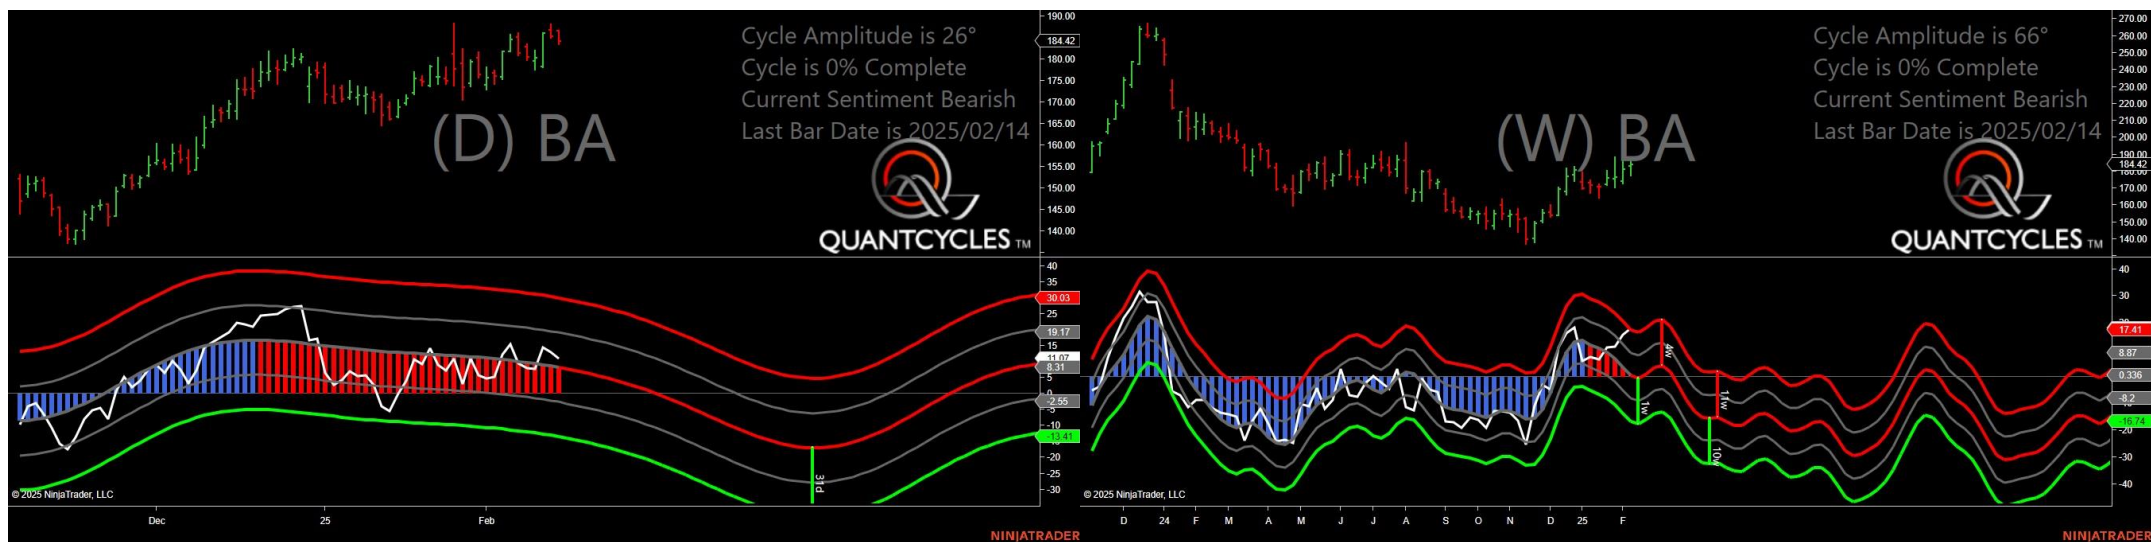 190.00
184.42
180.00
175.00
170.00
165.00
160.00
155.00
150.00
145.00
140.00
Cycle Amplitude is 26°
Cycle is 0% Complete
Current Sentiment Bearish
Last Bar Date is 2025/02/14
(D) BA
QUANTCYCLES TM
40
35
30.03
25
19.17
11.07
8.31
5
0
-2.55
-5
-13.41
-20
-25
-30
31d
© 2025 NinjaTrader, LLC
Dec
25
Feb
NINJATRADER
270.00
260.00
250.00
240.00
230.00
220.00
210.00
200.00
190.00
184.42
180.00
170.00
160.00
150.00
140.00
Cycle Amplitude is 66°
Cycle is 0% Complete
Current Sentiment Bearish
Last Bar Date is 2025/02/14
(W) BA
QUANTCYCLES TM
40
30
17.41
8.87
0.336
-8.2
-16.74
-20
-30
-40
1w
4w
10w
11w
© 2025 NinjaTrader, LLC
D
24
F
M
A
M
J
J
A
S
O
N
D
25
F
NINJATRADER